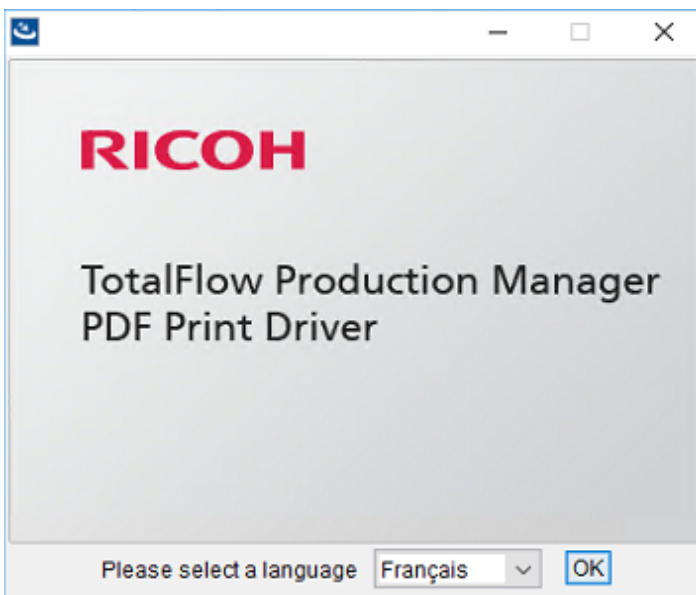 RICOH
TotalFlow Production Manager
PDF Print Driver
Please select a language Français OK